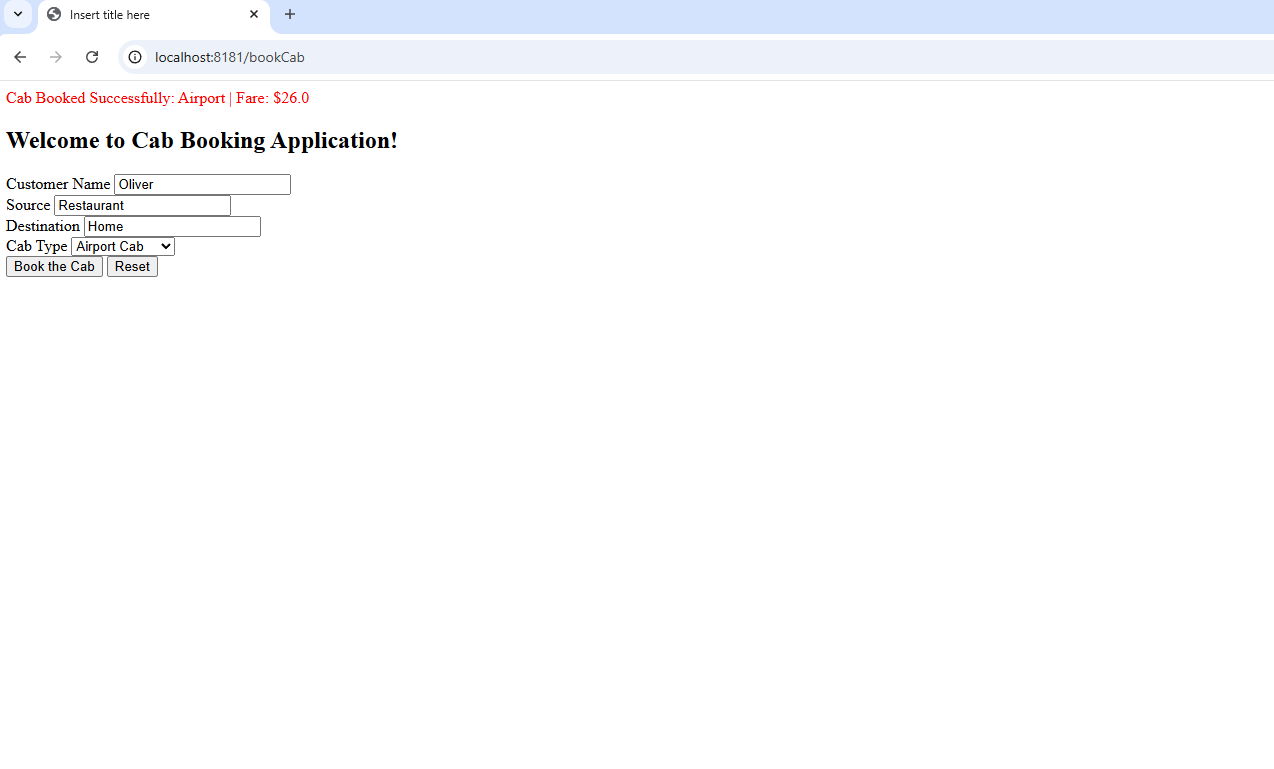 Insert title here
localhost:8181/bookCab
Cab Booked Successfully: Airport | Fare: $26.0
Welcome to Cab Booking Application!
Customer Name Oliver
Source Restaurant
Destination Home
Cab Type Airport Cab
Book the Cab Reset